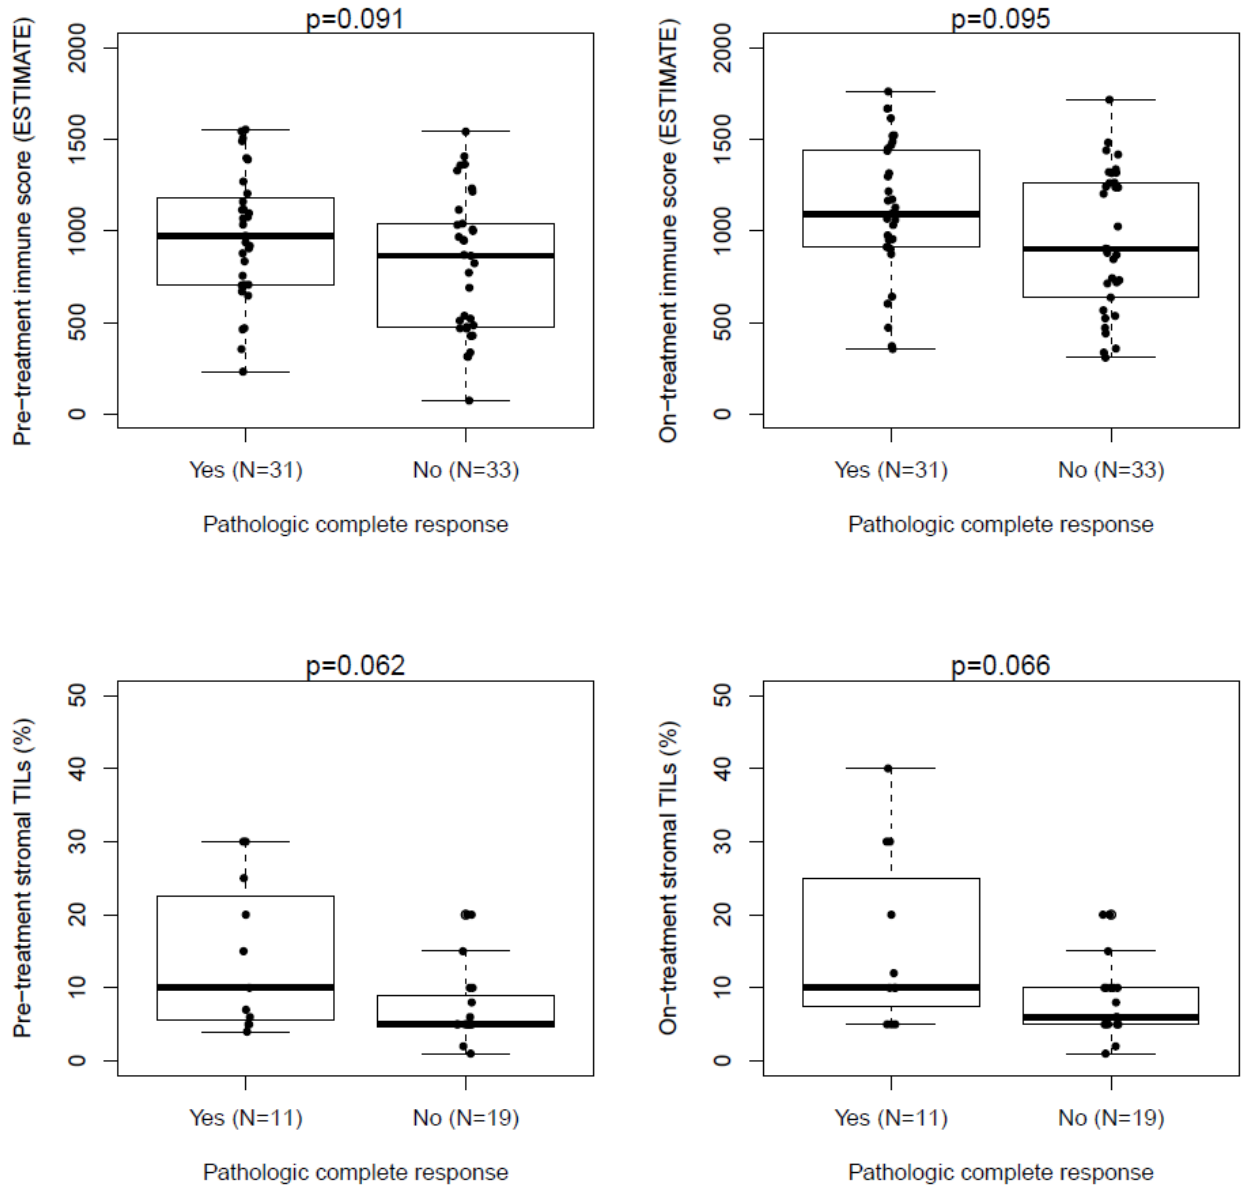 p=0.091
Pre-treatment immune score (ESTIMATE)
2000
1500
1000
500
0
Yes (N=31) No (N=33)
Pathologic complete response
p=0.095
On-treatment immune score (ESTIMATE)
2000
1500
1000
500
0
Yes (N=31) No (N=33)
Pathologic complete response
p=0.062
Pre-treatment stromal TILs (%)
50
40
30
20
10
0
Yes (N=11) No (N=19)
Pathologic complete response
p=0.066
On-treatment stromal TILs (%)
50
40
30
20
10
0
Yes (N=11) No (N=19)
Pathologic complete response